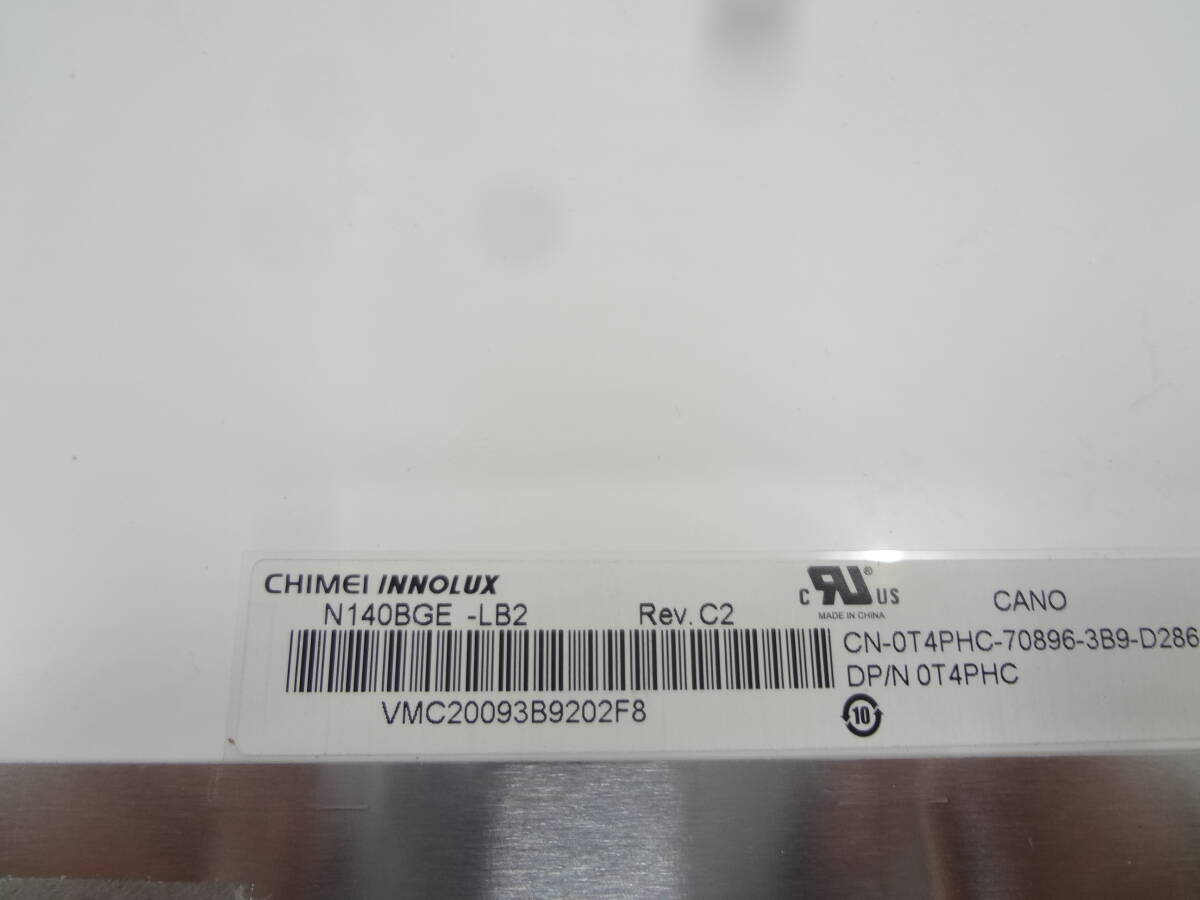 CHIMEI INNOLUX
N140BGE -LB2 Rev. C2
VMC20093B9202F8
C RU ® US
MADE IN CHINA
CANO
CN-0T4PHC-70896-3B9-D286
DP/N 0T4PHC
10